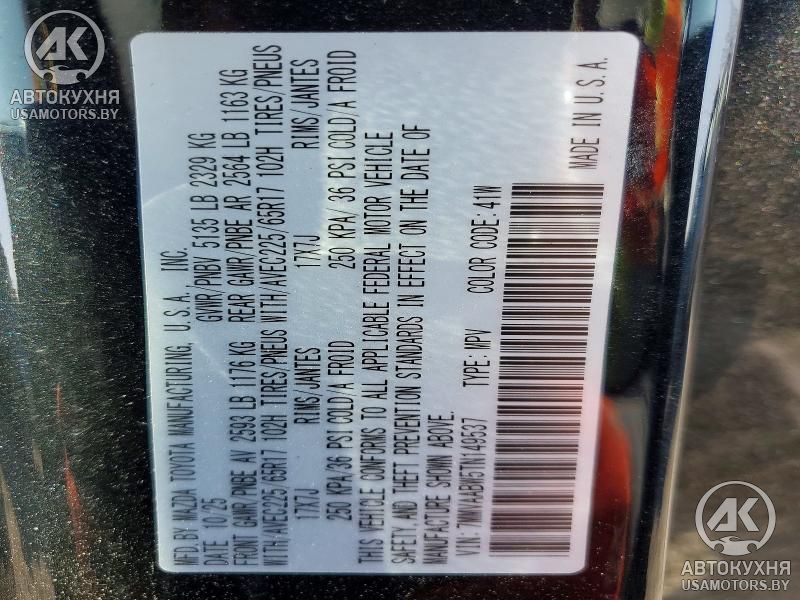 MFD. BY MAZDA TOYOTA MANUFACTURING, U.S.A., INC.
DATE 10/25 GVWR/PNBV 5135 LB 2329 KG
FRONT GAWR/PNBE AV 2593 LB 1176 KG REAR GAWR/PNBE AR 2564 LB 1163 KG
WITH/AVEC225/65R17 102H TIRES/PNEUS WITH/AVEC225/65R17 102H TIRES/PNEUS
17X7J RIMS/JANTES 17X7J RIMS/JANTES
250 KPA/36 PSI COLD/A FROID 250 KPA/36 PSI COLD/A FROID
THIS VEHICLE CONFORMS TO ALL APPLICABLE FEDERAL MOTOR VEHICLE
SAFETY,AND THEFT PREVENTION STANDARDS IN EFFECT ON THE DATE OF
MANUFACTURE SHOWN ABOVE.
V.I.N: 7MMVAABW5TN149537 TYPE: MPV COLOR CODE: 41W
MADE IN U.S.A.
АК
АВТОКУХНЯ
USAMOTORS.BY
АК
АВТОКУХНЯ
USAMOTORS.BY